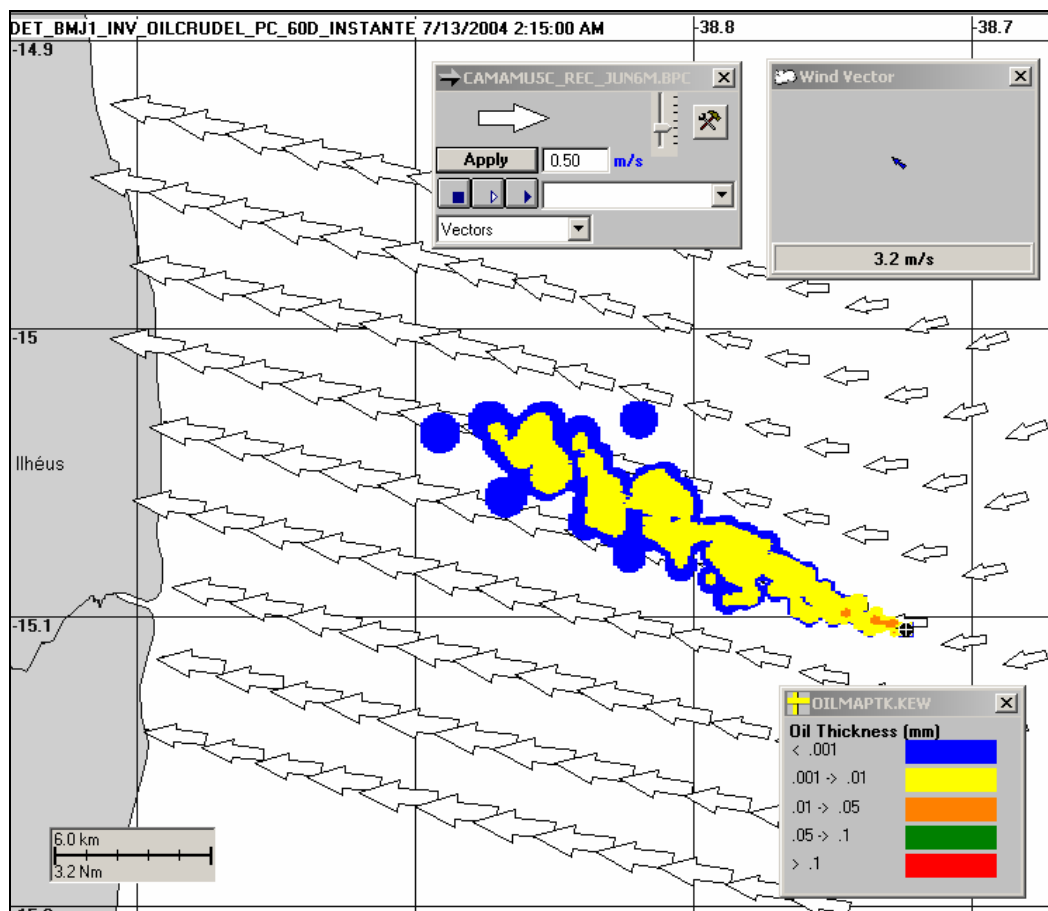 DET_BMJ1_INV_OILCRUDEL_PC_60D_INSTANTE 7/13/2004 2:15:00 AM
-38.8
-38.7
-14.9
CAMAMU5C_REC_JUN6M.BPC
Apply
0.50
m/s
Vectors
Wind Vector
3.2 m/s
-15
Ilhéus
-15.1
OILMAPTK.KEW
Oil Thickness (mm)
< .001
.001 -> .01
.01 -> .05
.05 -> .1
> .1
6.0 km
3.2 Nm